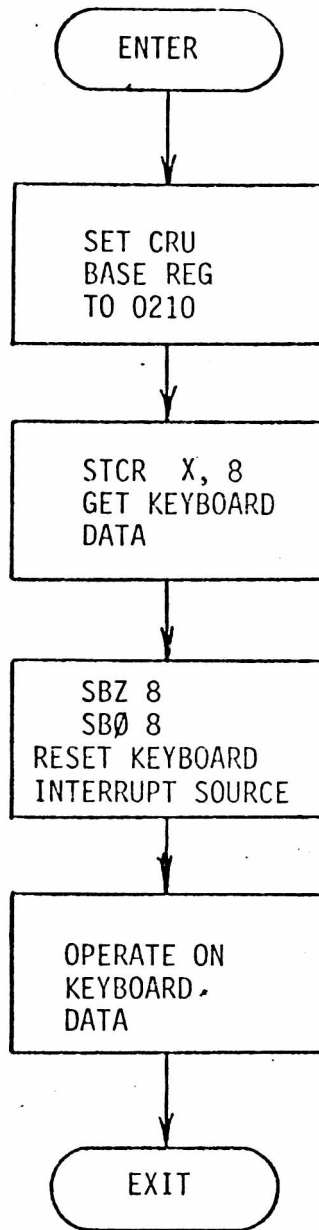 ENTER
SET CRU
BASE REG
TO 0210
STCR X, 8
GET KEYBOARD
DATA
SBZ 8
SBØ 8
RESET KEYBOARD
INTERRUPT SOURCE
OPERATE ON
KEYBOARD
DATA
EXIT